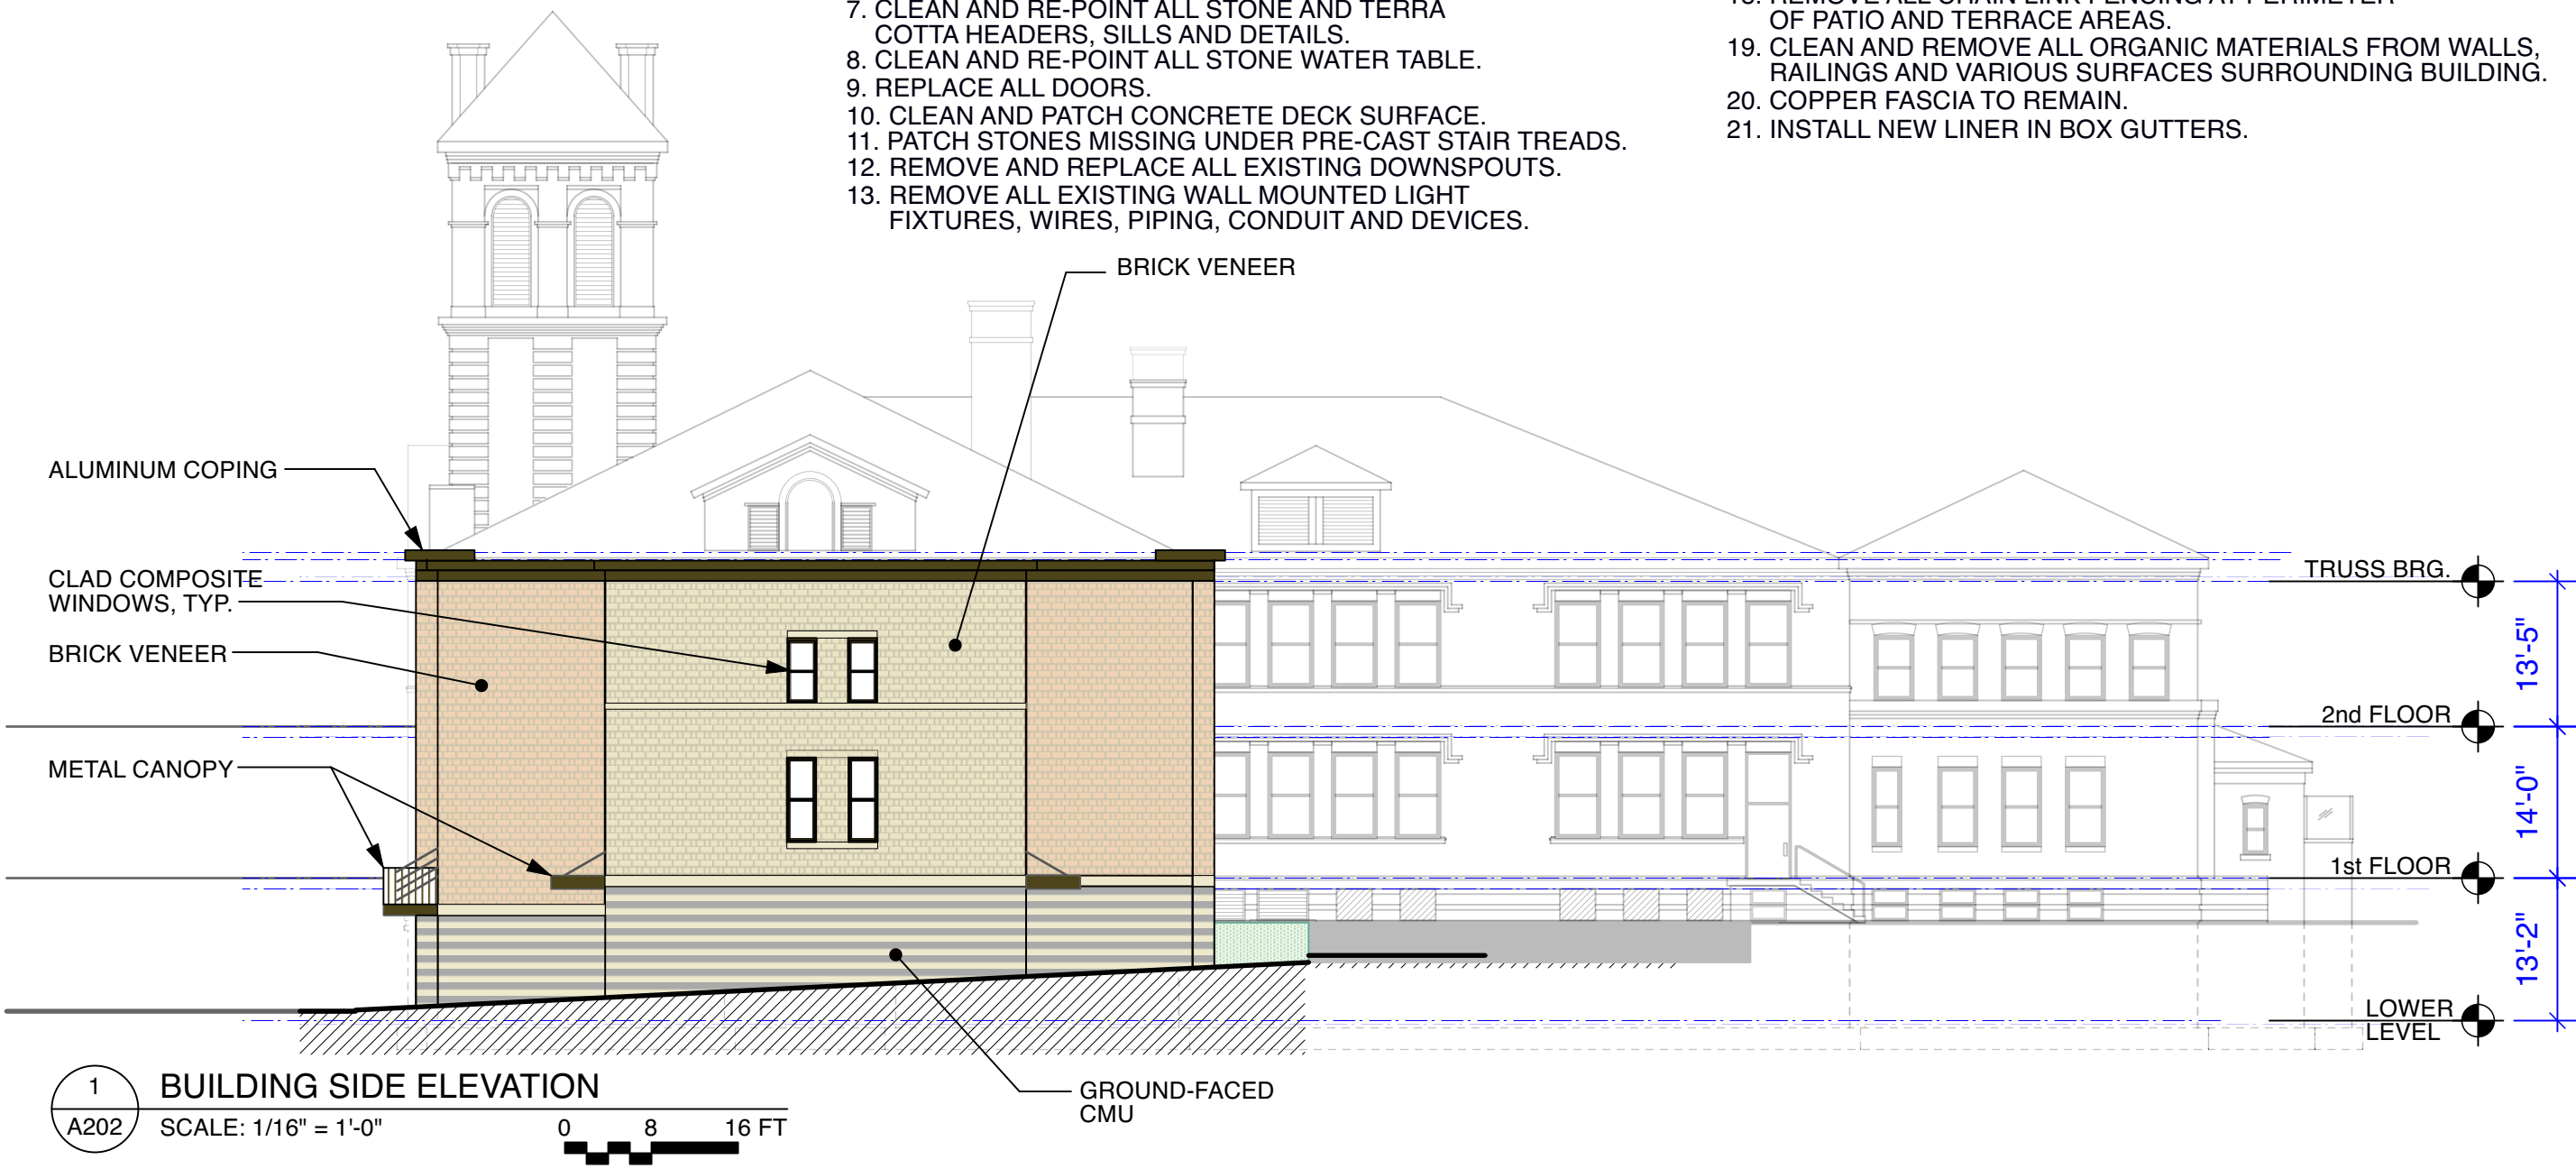 7. CLEAN AND RE-POINT ALL STONE AND TERRA
COTTA HEADERS, SILLS AND DETAILS.
8. CLEAN AND RE-POINT ALL STONE WATER TABLE.
9. REPLACE ALL DOORS.
10. CLEAN AND PATCH CONCRETE DECK SURFACE.
11. PATCH STONES MISSING UNDER PRE-CAST STAIR TREADS.
12. REMOVE AND REPLACE ALL EXISTING DOWNSPOUTS.
13. REMOVE ALL EXISTING WALL MOUNTED LIGHT
FIXTURES, WIRES, PIPING, CONDUIT AND DEVICES.
REMOVE ALL CHAIN LINK FENCING AT PERIMETER
OF PATIO AND TERRACE AREAS.
19. CLEAN AND REMOVE ALL ORGANIC MATERIALS FROM WALLS,
RAILINGS AND VARIOUS SURFACES SURROUNDING BUILDING.
20. COPPER FASCIA TO REMAIN.
21. INSTALL NEW LINER IN BOX GUTTERS.
BRICK VENEER
ALUMINUM COPING
CLAD COMPOSITE
WINDOWS, TYP.
BRICK VENEER
METAL CANOPY
TRUSS BRG.
13'-5"
2nd FLOOR
14'-0"
1st FLOOR
13'-2"
LOWER
LEVEL
GROUND-FACED
CMU
1
A202
BUILDING SIDE ELEVATION
SCALE: 1/16" = 1'-0"
0 8 16 FT